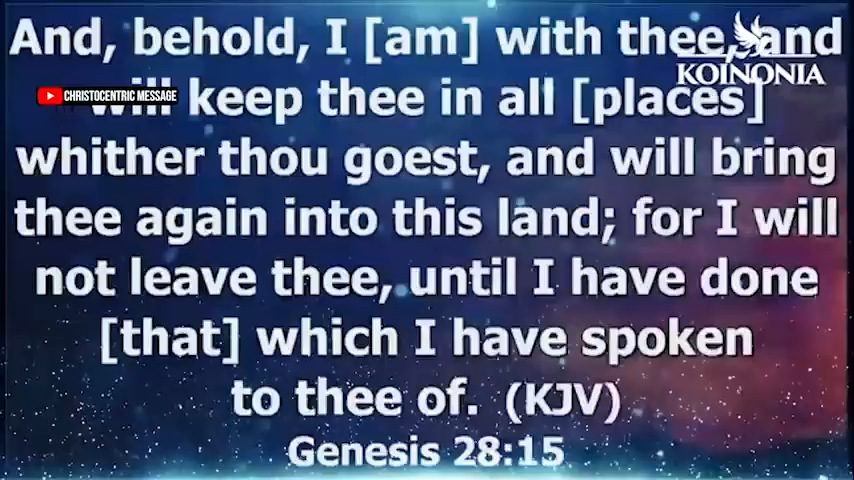 And, behold, I [am] with thee, and
KOINONIA
CHRISTOCENTRIC MESSAGE
will keep thee in all [places]
whither thou goest, and will bring
thee again into this land; for I will
not leave thee, until I have done
[that] which I have spoken
to thee of. (KJV)
Genesis 28:15